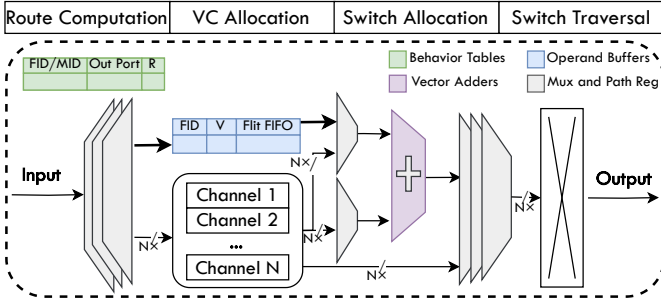 Route Computation VC Allocation Switch Allocation Switch Traversal
FID/MID Out Port R
Behavior Tables Operand Buffers
Vector Adders Mux and Path Reg
FID V Flit FIFO
N×
Input
Channel 1
Channel 2
...
Channel N
N×
N×
N×
N×
Output